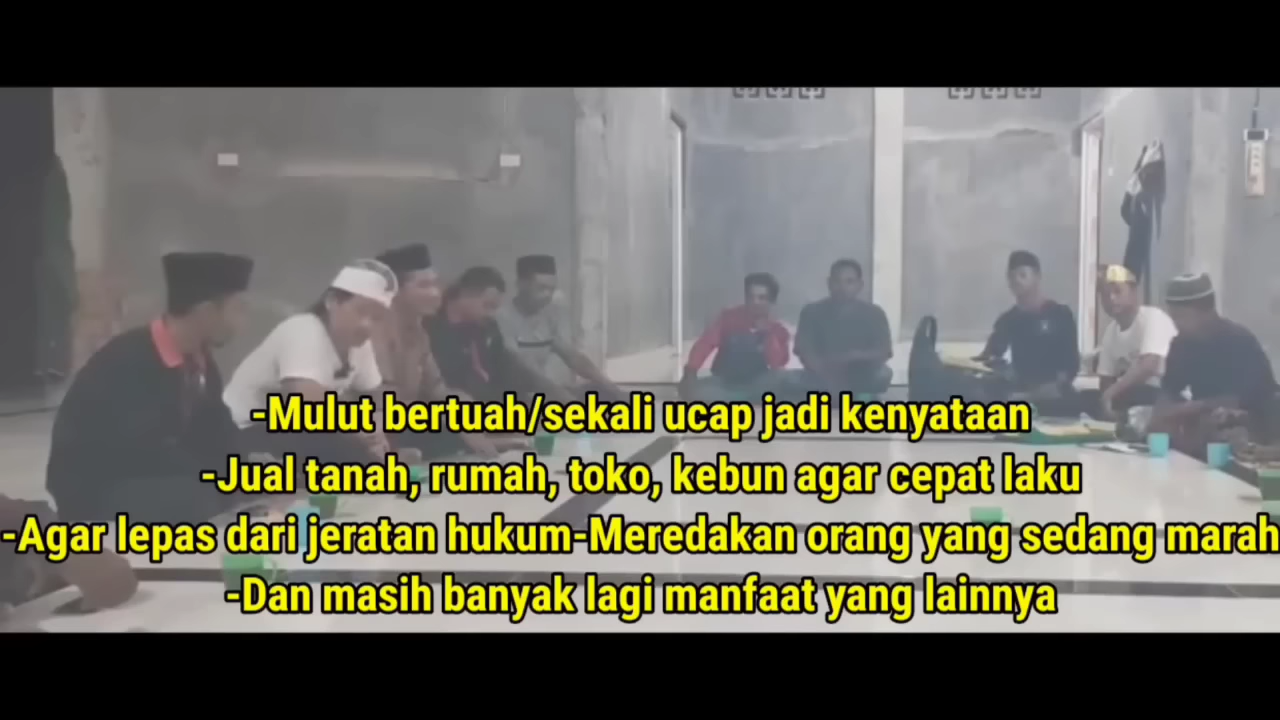 -Mulut bertuah/sekali ucap jadi kenyataan
-Jual tanah, rumah, toko, kebun agar cepat laku
-Agar lepas dari jeratan hukum-Meredakan orang yang sedang marah
-Dan masih banyak lagi manfaat yang lainnya